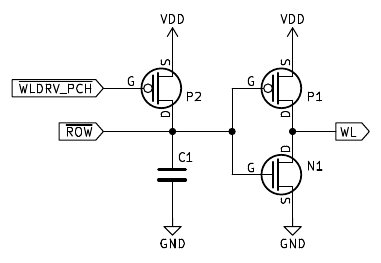 VDD VDD
S S
G G
WLDRV_PCH P2 P1
D D
ROW WL
C1 D
G N1
S
GND GND